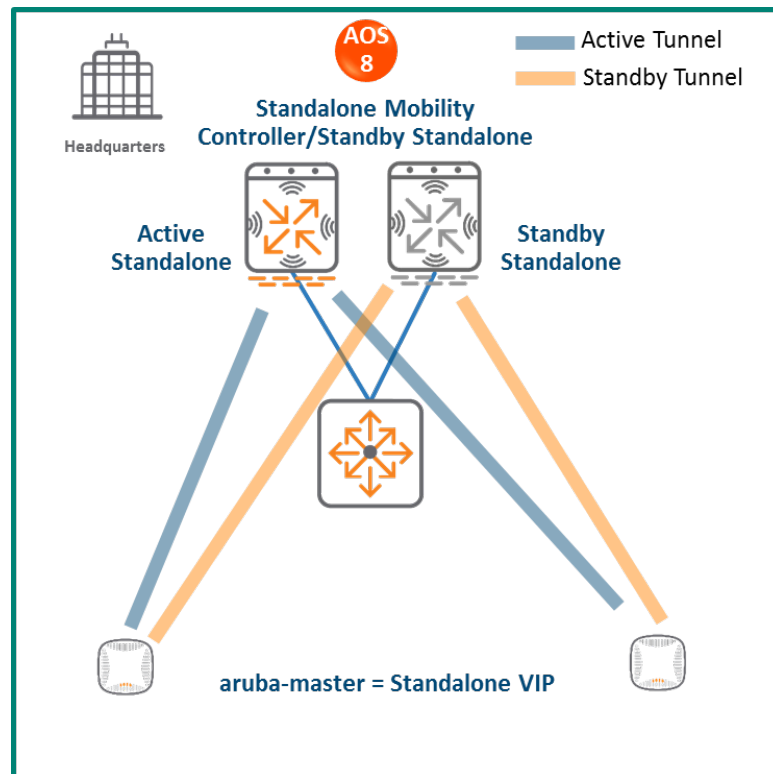 AOS
8
Active Tunnel
Standby Tunnel
Headquarters
Standalone Mobility
Controller/Standby Standalone
Active
Standalone
Standby
Standalone
aruba-master = Standalone VIP